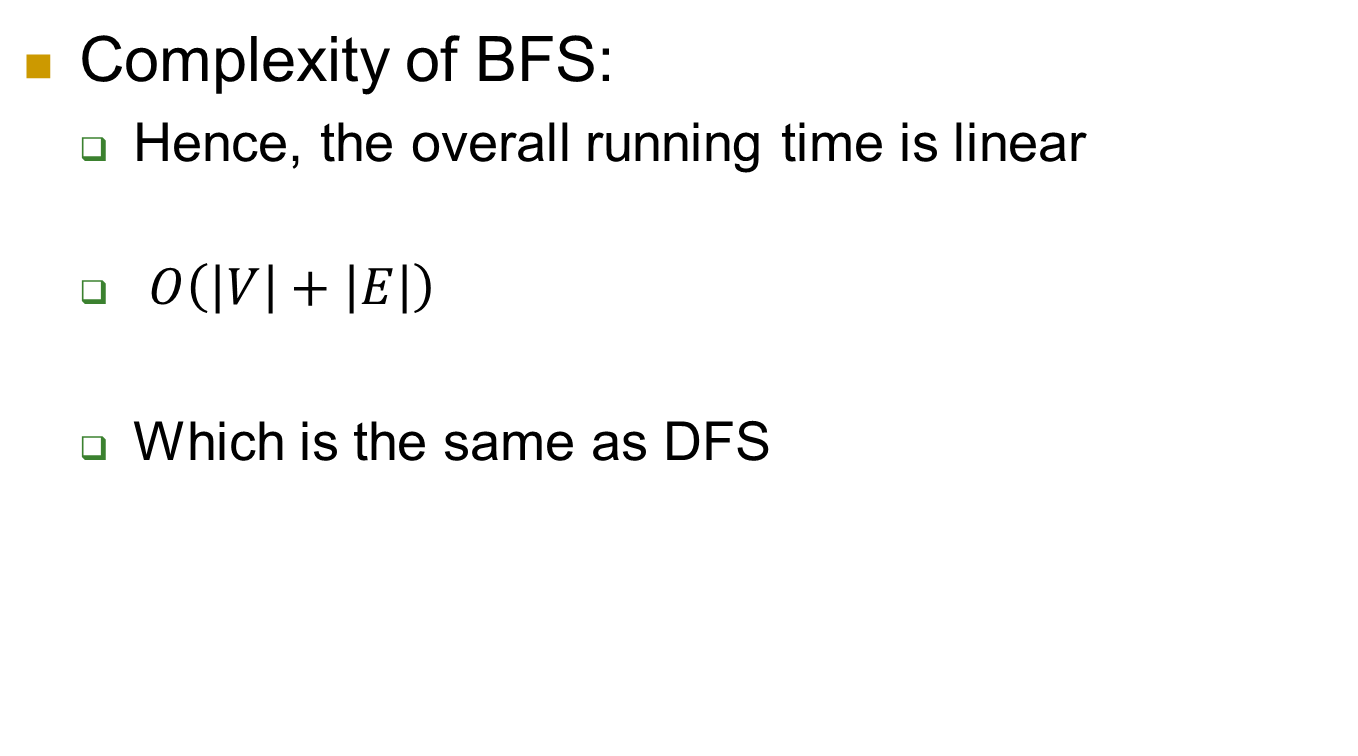 Complexity of BFS:
Hence, the overall running time is linear
O(|V| + |E|)
Which is the same as DFS